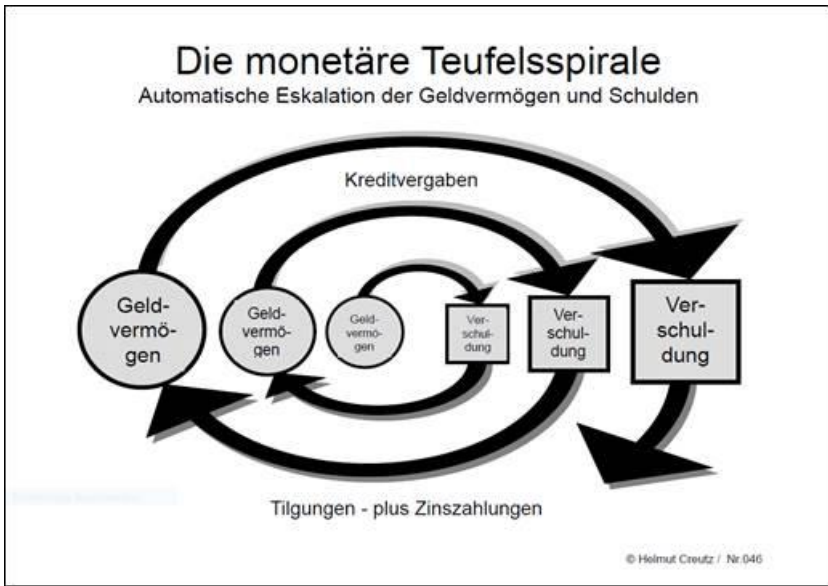 Die monetäre Teufelsspirale
Automatische Eskalation der Geldvermögen und Schulden
Kreditvergaben
Geld-
vermö-
gen
Geld-
vermö-
gen
Geld-
vermö-
gen
Ver-
schul-
dung
Ver-
schul-
dung
Ver-
schul-
dung
Tilgungen - plus Zinszahlungen
© Helmut Creutz / Nr.046